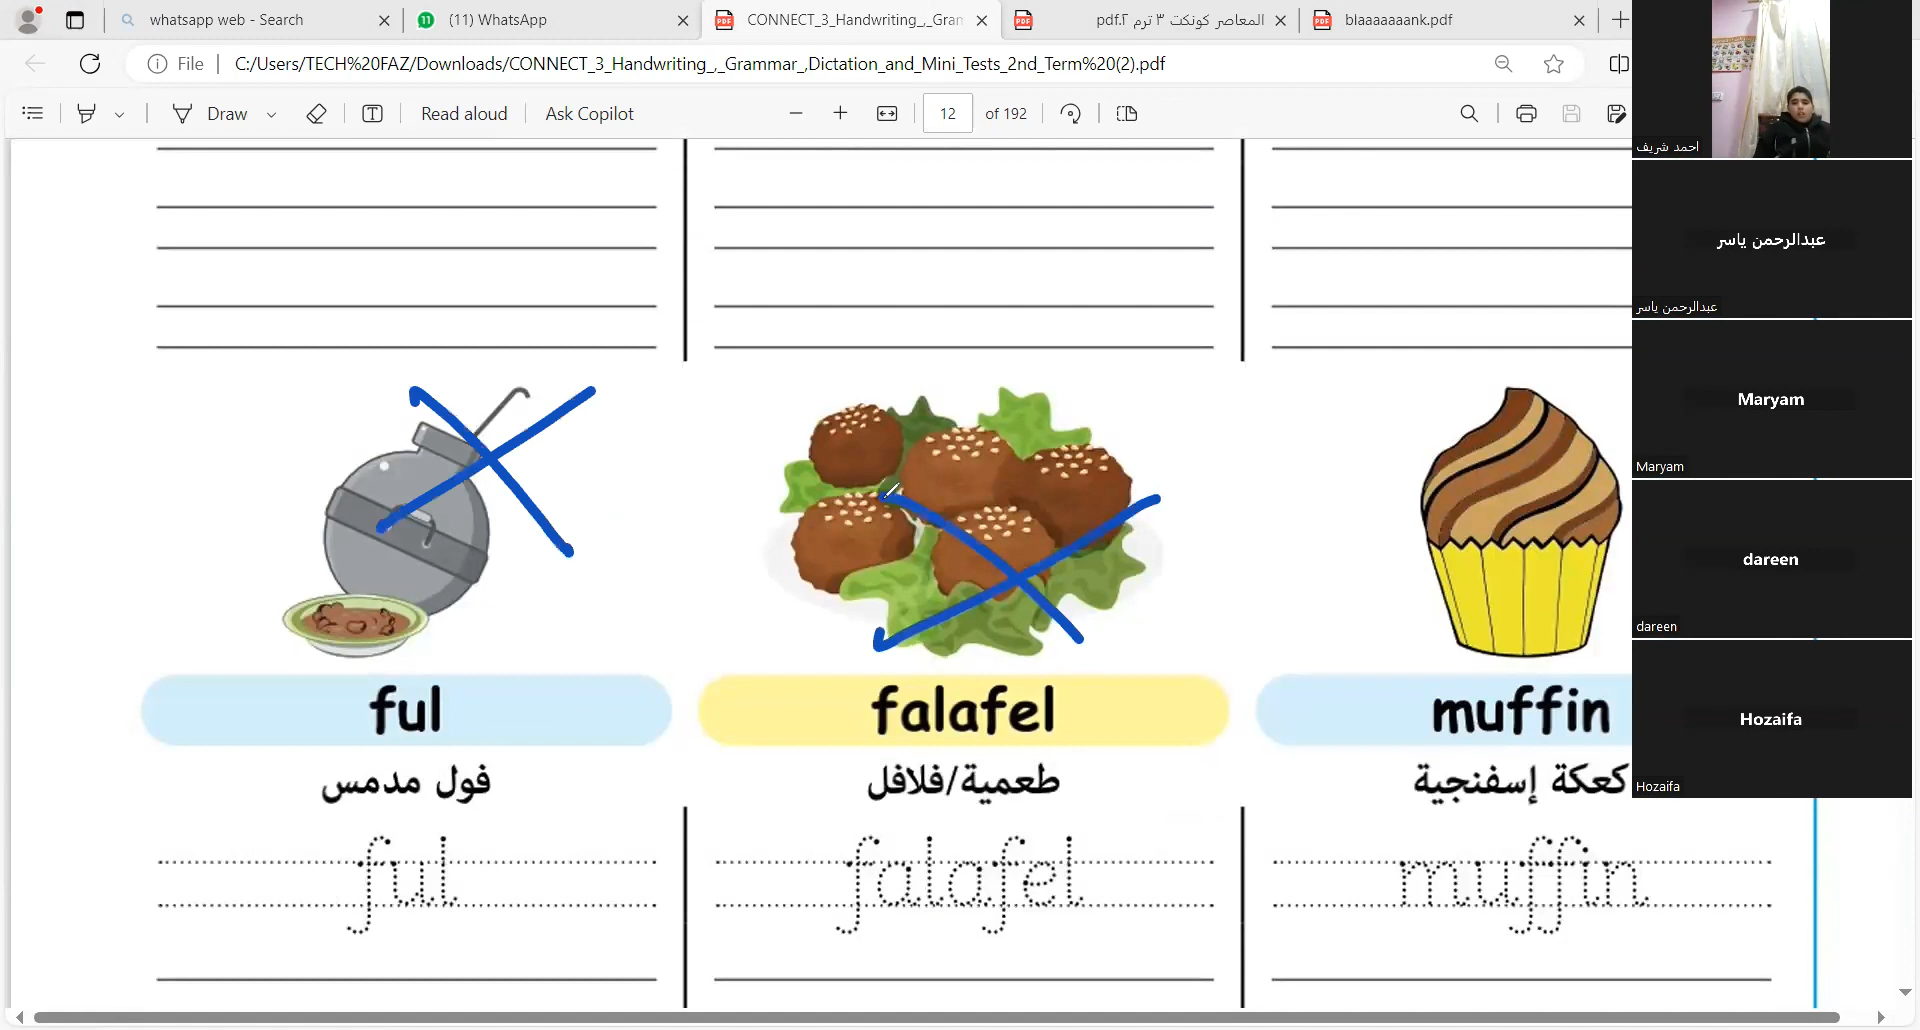 whatsapp web - Search
(11) WhatsApp
CONNECT_3_Handwriting_,_Gran
المعاصر كونكت ٣ ترم ٢.pdf
blaaaaaaank.pdf
File
C:/Users/TECH%20FAZ/Downloads/CONNECT_3_Handwriting_,_Grammar_,Dictation_and_Mini_Tests_2nd_Term%20(2).pdf
Draw
Read aloud
Ask Copilot
12
of 192
احمد شريف
عبدالرحمن ياسر
عبدالرحمن ياسر
Maryam
Maryam
dareen
dareen
Hozaifa
Hozaifa
ful
falafel
muffin
فول مدمس
طعمية/فلافل
كعكة إسفنجية
ful
falafel
muffin